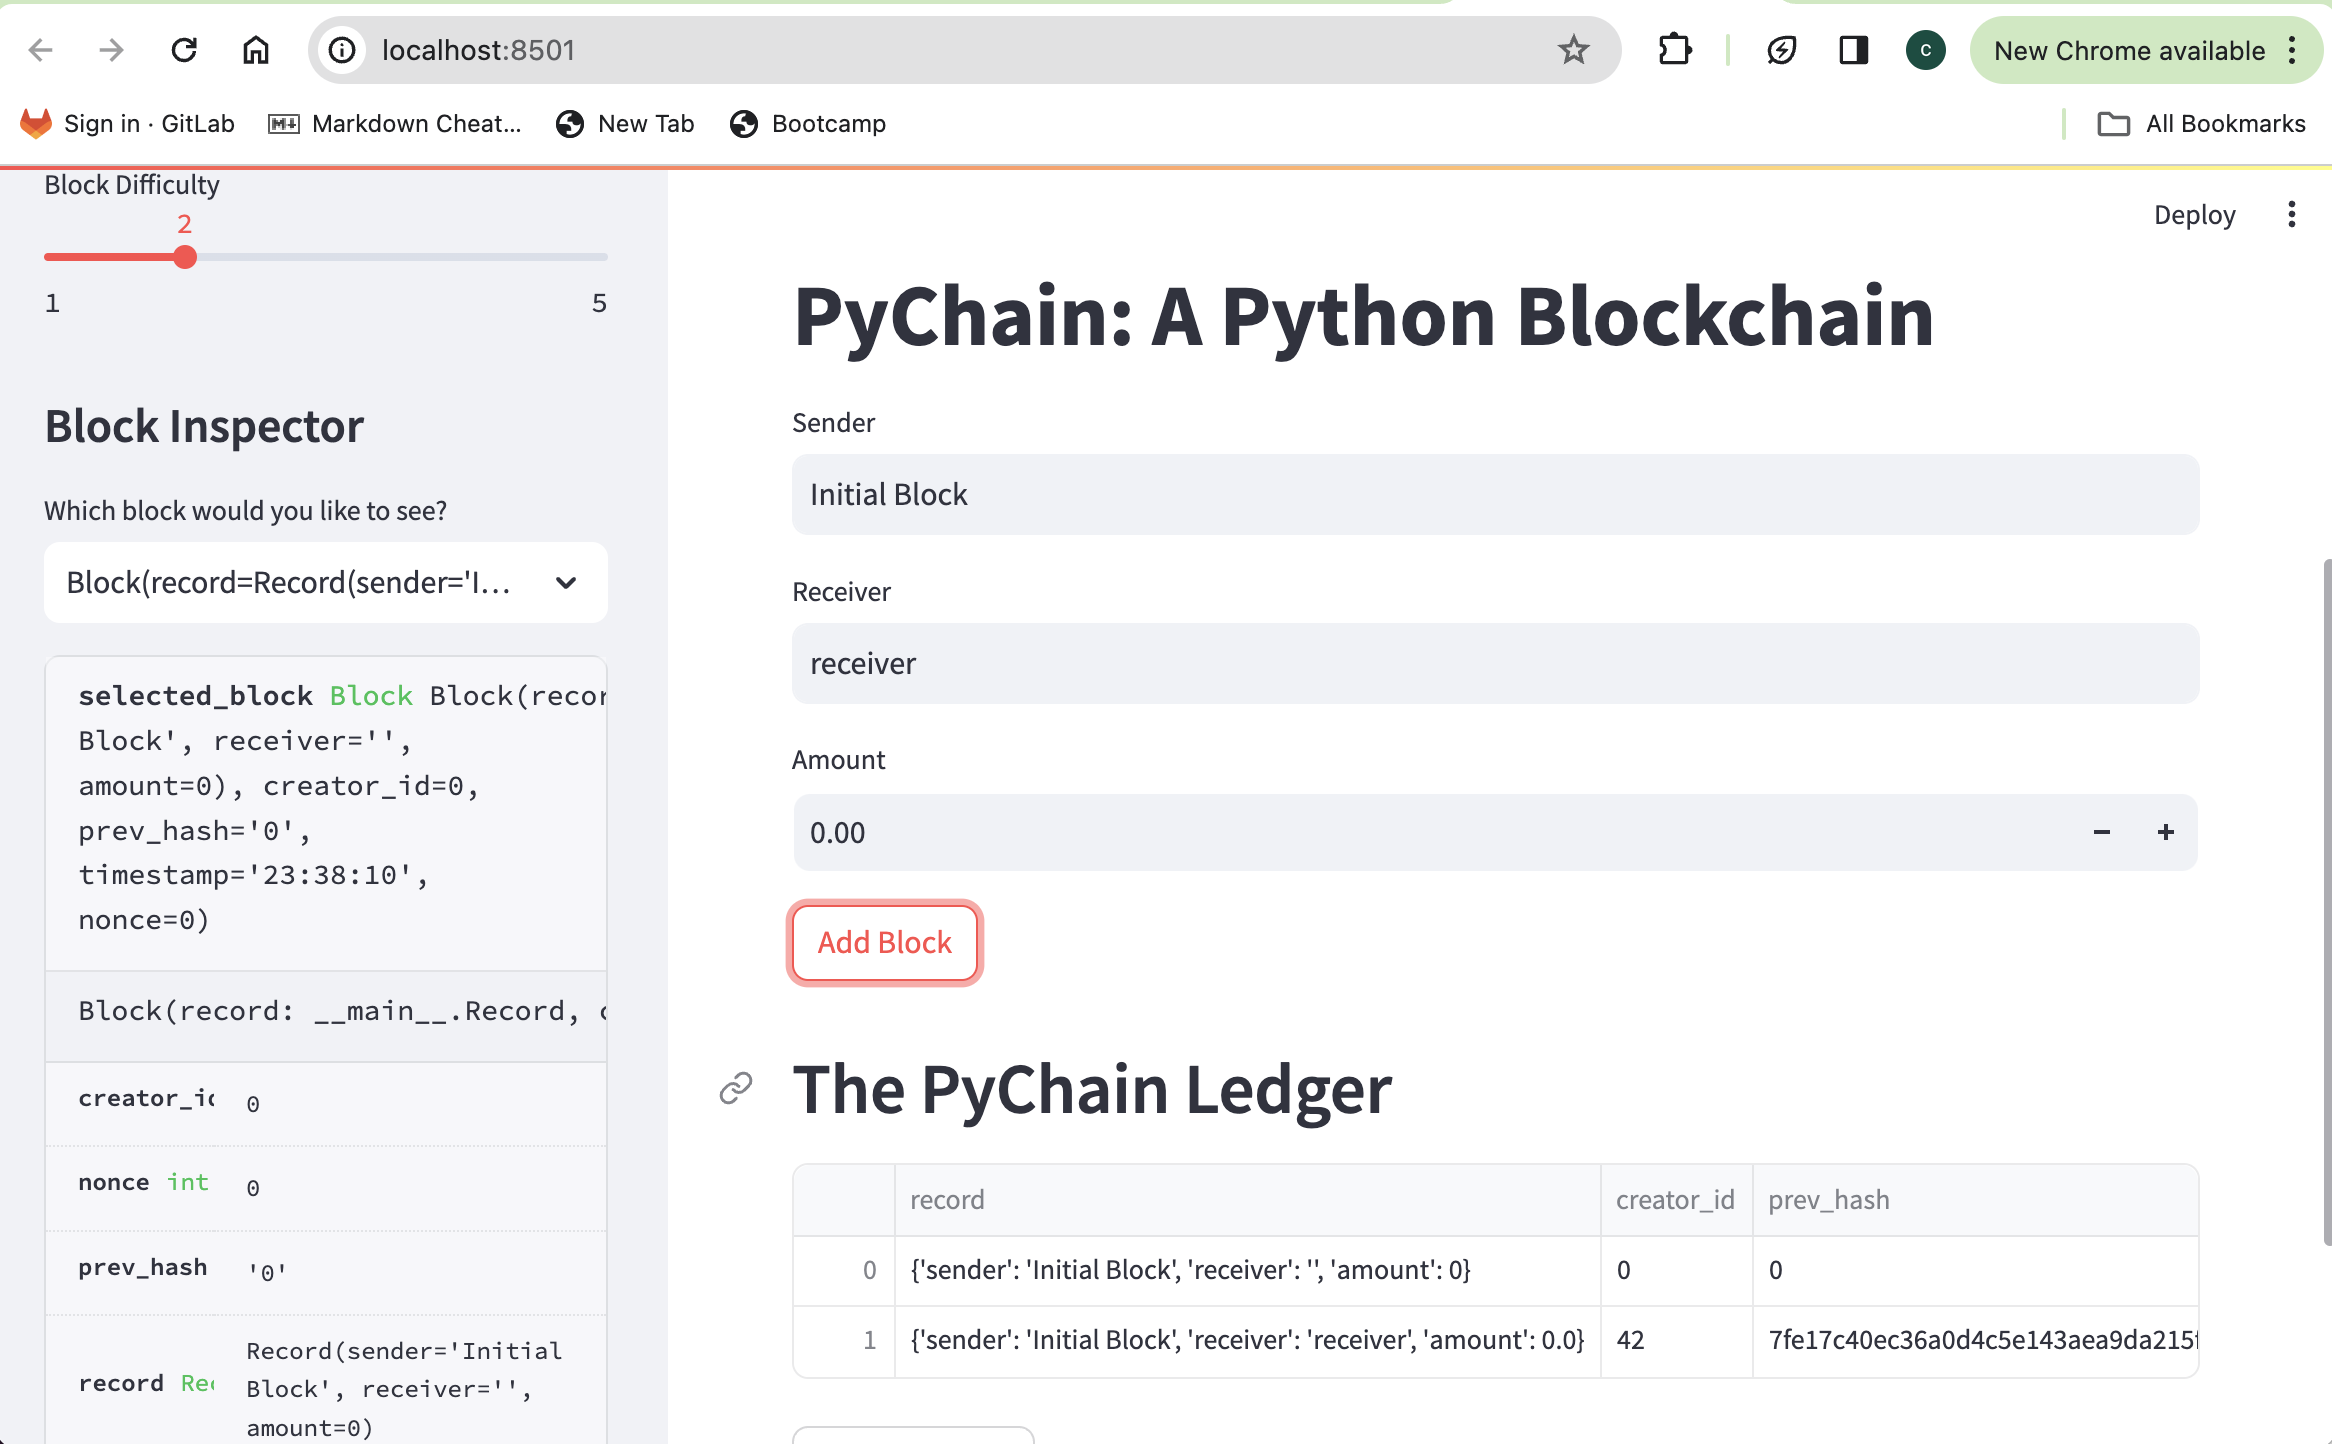 localhost:8501
C
New Chrome available
Sign in · GitLab
Markdown Cheat...
New Tab
Bootcamp
All Bookmarks
Block Difficulty
2
1
5
Block Inspector
Which block would you like to see?
Block(record=Record(sender='I...
selected_block Block Block(recor
Block', receiver='',
amount=0), creator_id=0,
prev_hash='0',
timestamp='23:38:10',
nonce=0)
Block(record: __main__.Record, c
creator_id 0
nonce int 0
prev_hash '0'
record Rec Record(sender='Initial
Block', receiver='',
amount=0)
Deploy
PyChain: A Python Blockchain
Sender
Initial Block
Receiver
receiver
Amount
0.00
− +
Add Block
The PyChain Ledger
record creator_id prev_hash
0 {'sender': 'Initial Block', 'receiver': '', 'amount': 0} 0 0
1 {'sender': 'Initial Block', 'receiver': 'receiver', 'amount': 0.0} 42 7fe17c40ec36a0d4c5e143aea9da215f